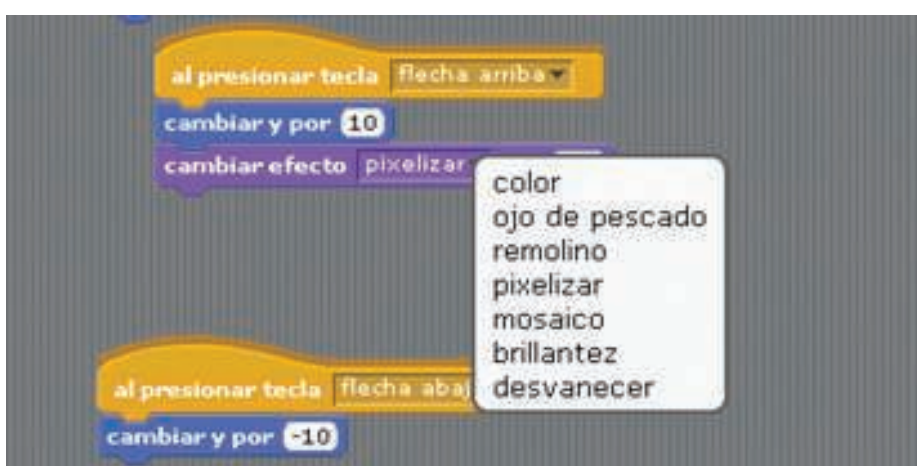 al presionar tecla flecha arriba
cambiar y por 10
cambiar efecto pixelizar
color
ojo de pescado
remolino
pixelizar
mosaico
brillantez
desvanecer
al presionar tecla flecha abaj
cambiar y por -10